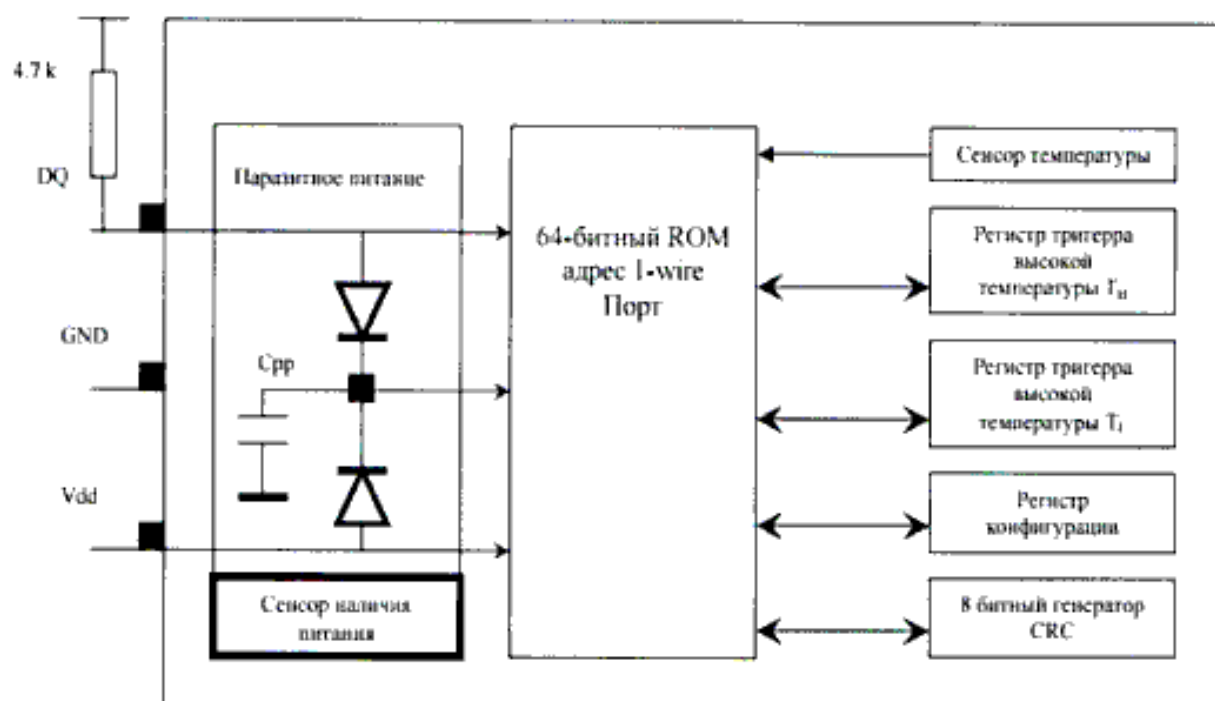 4.7 k
DQ
GND
Vdd
Паразитное питание
Cpp
Сенсор наличия
питания
64-битный ROM
адрес 1-wire
Порт
Сенсор температуры
Регистр тригерра
высокой
температуры Tн
Регистр тригерра
высокой
температуры
Регистр
конфигурации
8 битный генератор
CRC